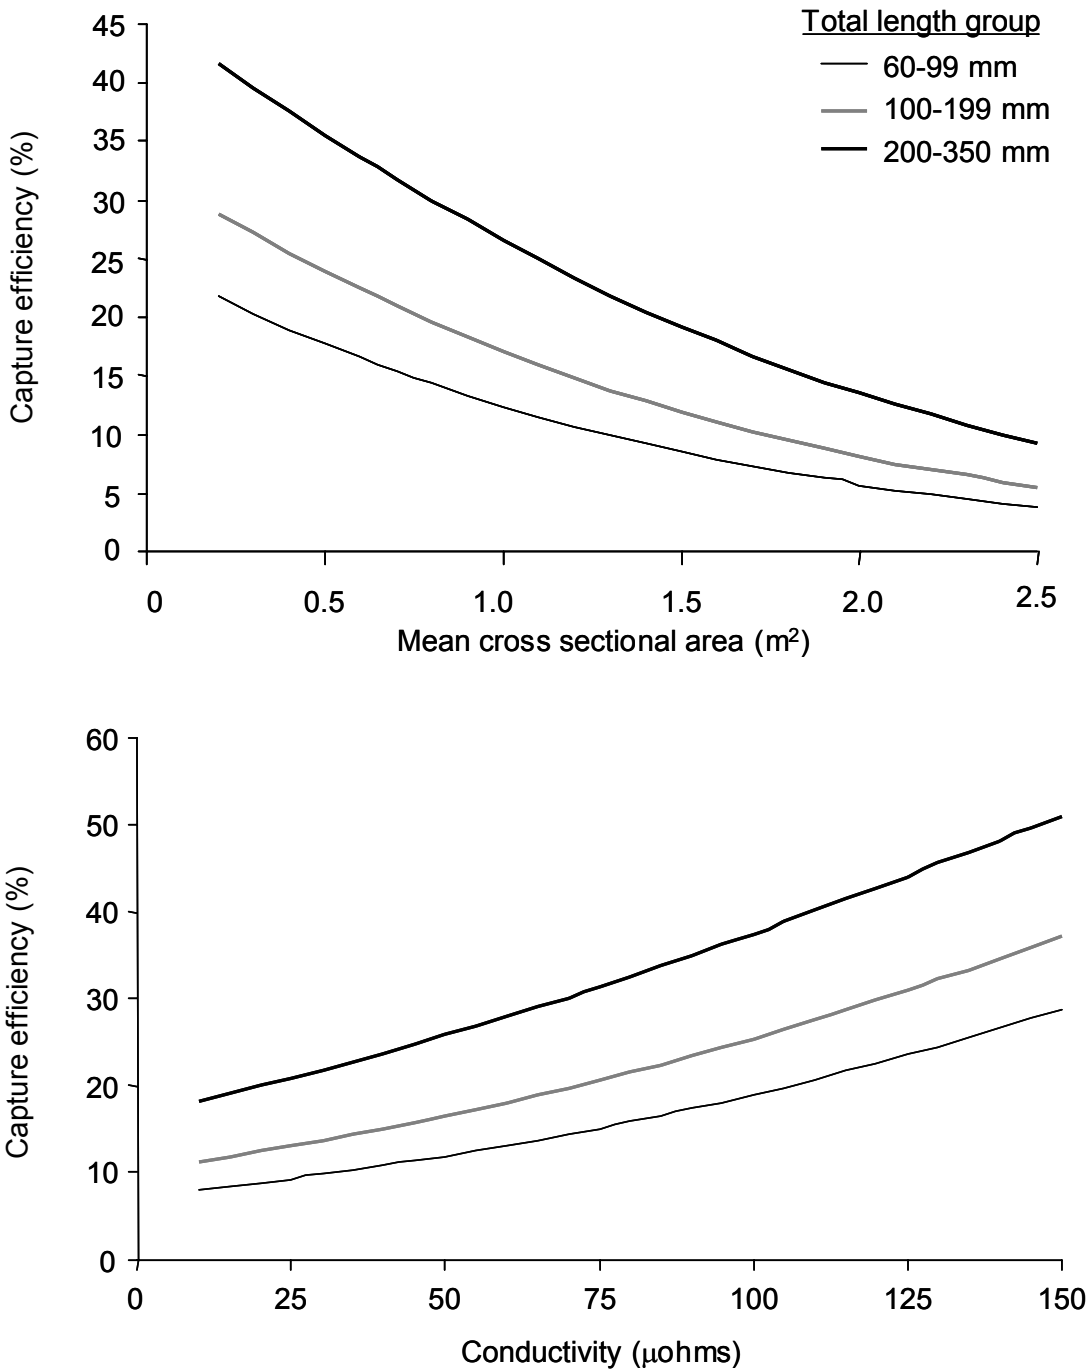 Total length group
60-99 mm
100-199 mm
200-350 mm
Capture efficiency (%)
45
40
35
30
25
20
15
10
5
0
0 0.5 1.0 1.5 2.0 2.5
Mean cross sectional area (m²)
Capture efficiency (%)
60
50
40
30
20
10
0
0 25 50 75 100 125 150
Conductivity (μohms)